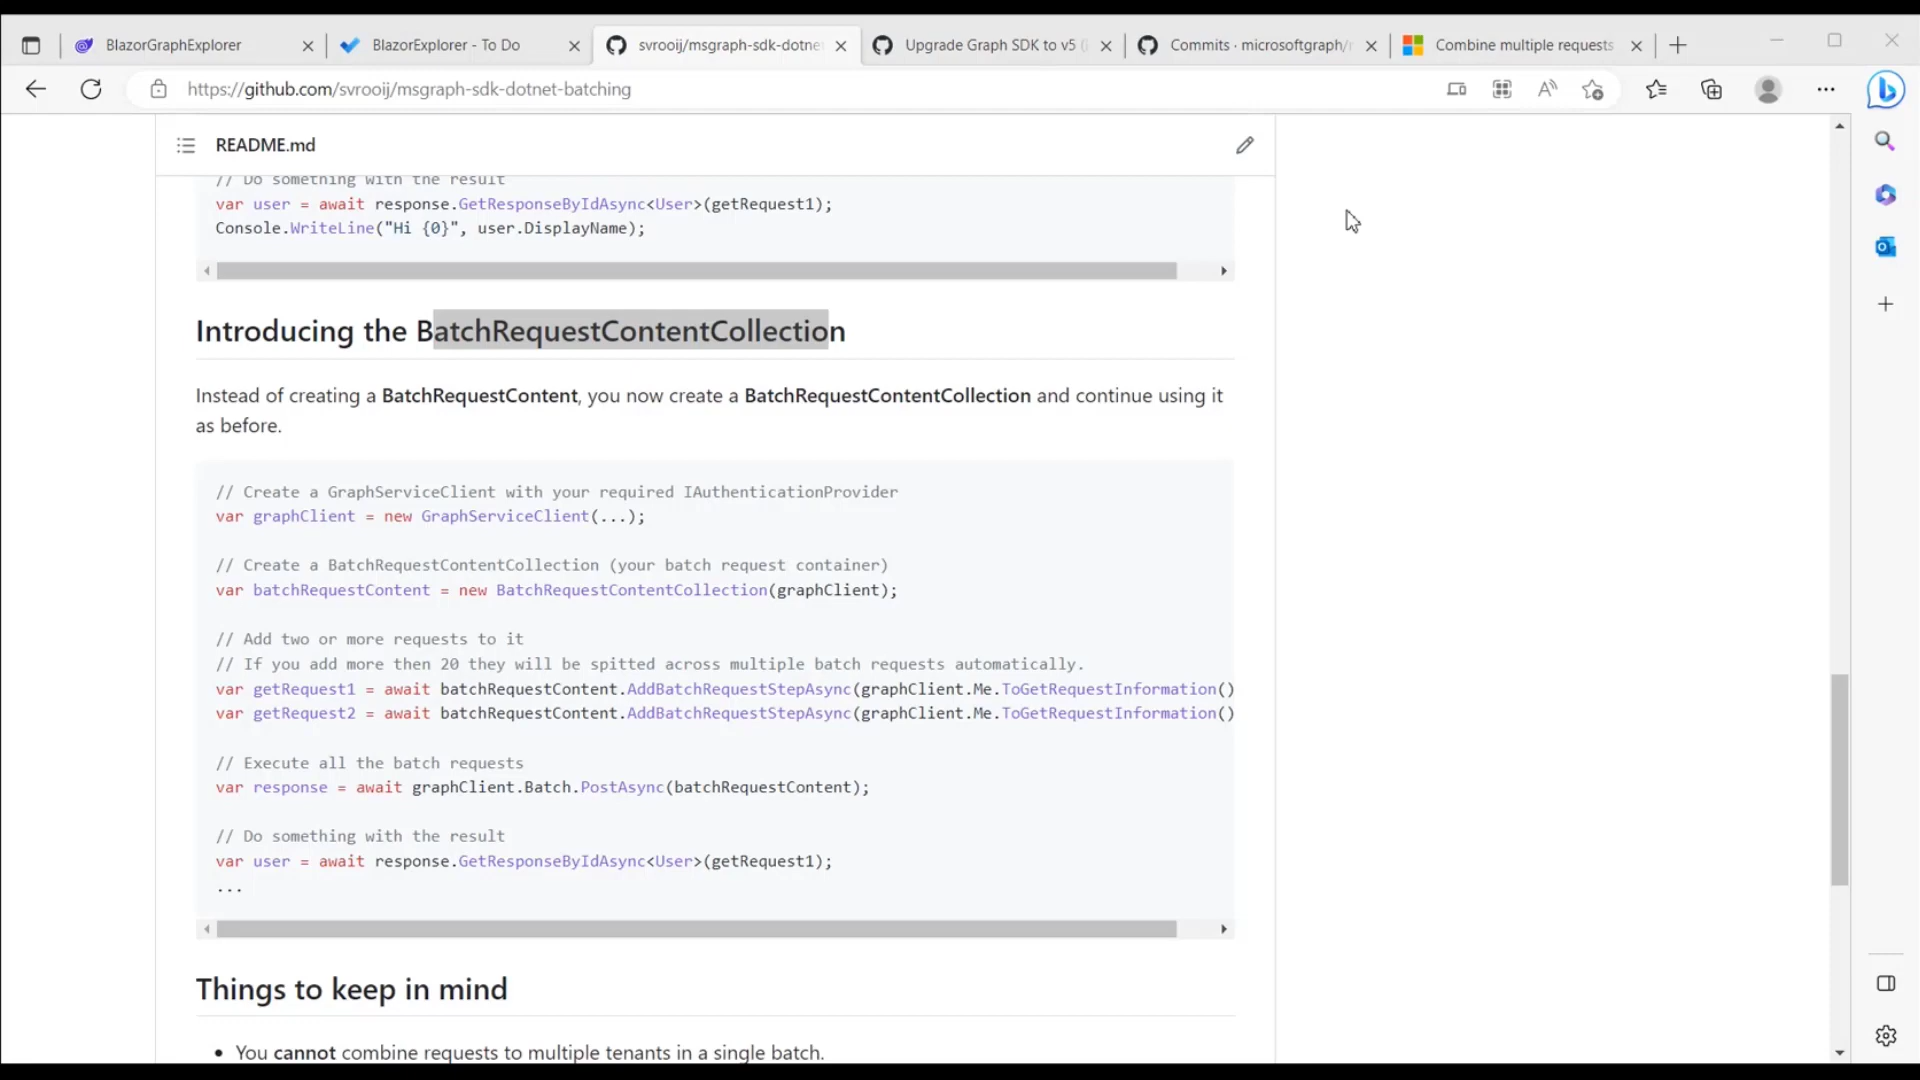 BlazorGraphExplorer
BlazorExplorer - To Do
svrooij/msgraph-sdk-dotne
Upgrade Graph SDK to v5
Commits · microsoftgraph/
Combine multiple requests
https://github.com/svrooij/msgraph-sdk-dotnet-batching
README.md
// Do something with the result
var user = await response.GetResponseByIdAsync<User>(getRequest1);
Console.WriteLine("Hi {0}", user.DisplayName);
Introducing the BatchRequestContentCollection
Instead of creating a BatchRequestContent, you now create a BatchRequestContentCollection and continue using it
as before.
// Create a GraphServiceClient with your required IAuthenticationProvider
var graphClient = new GraphServiceClient(...);
// Create a BatchRequestContentCollection (your batch request container)
var batchRequestContent = new BatchRequestContentCollection(graphClient);
// Add two or more requests to it
// If you add more then 20 they will be spitted across multiple batch requests automatically.
var getRequest1 = await batchRequestContent.AddBatchRequestStepAsync(graphClient.Me.ToGetRequestInformation()
var getRequest2 = await batchRequestContent.AddBatchRequestStepAsync(graphClient.Me.ToGetRequestInformation()
// Execute all the batch requests
var response = await graphClient.Batch.PostAsync(batchRequestContent);
// Do something with the result
var user = await response.GetResponseByIdAsync<User>(getRequest1);
...
Things to keep in mind
• You cannot combine requests to multiple tenants in a single batch.